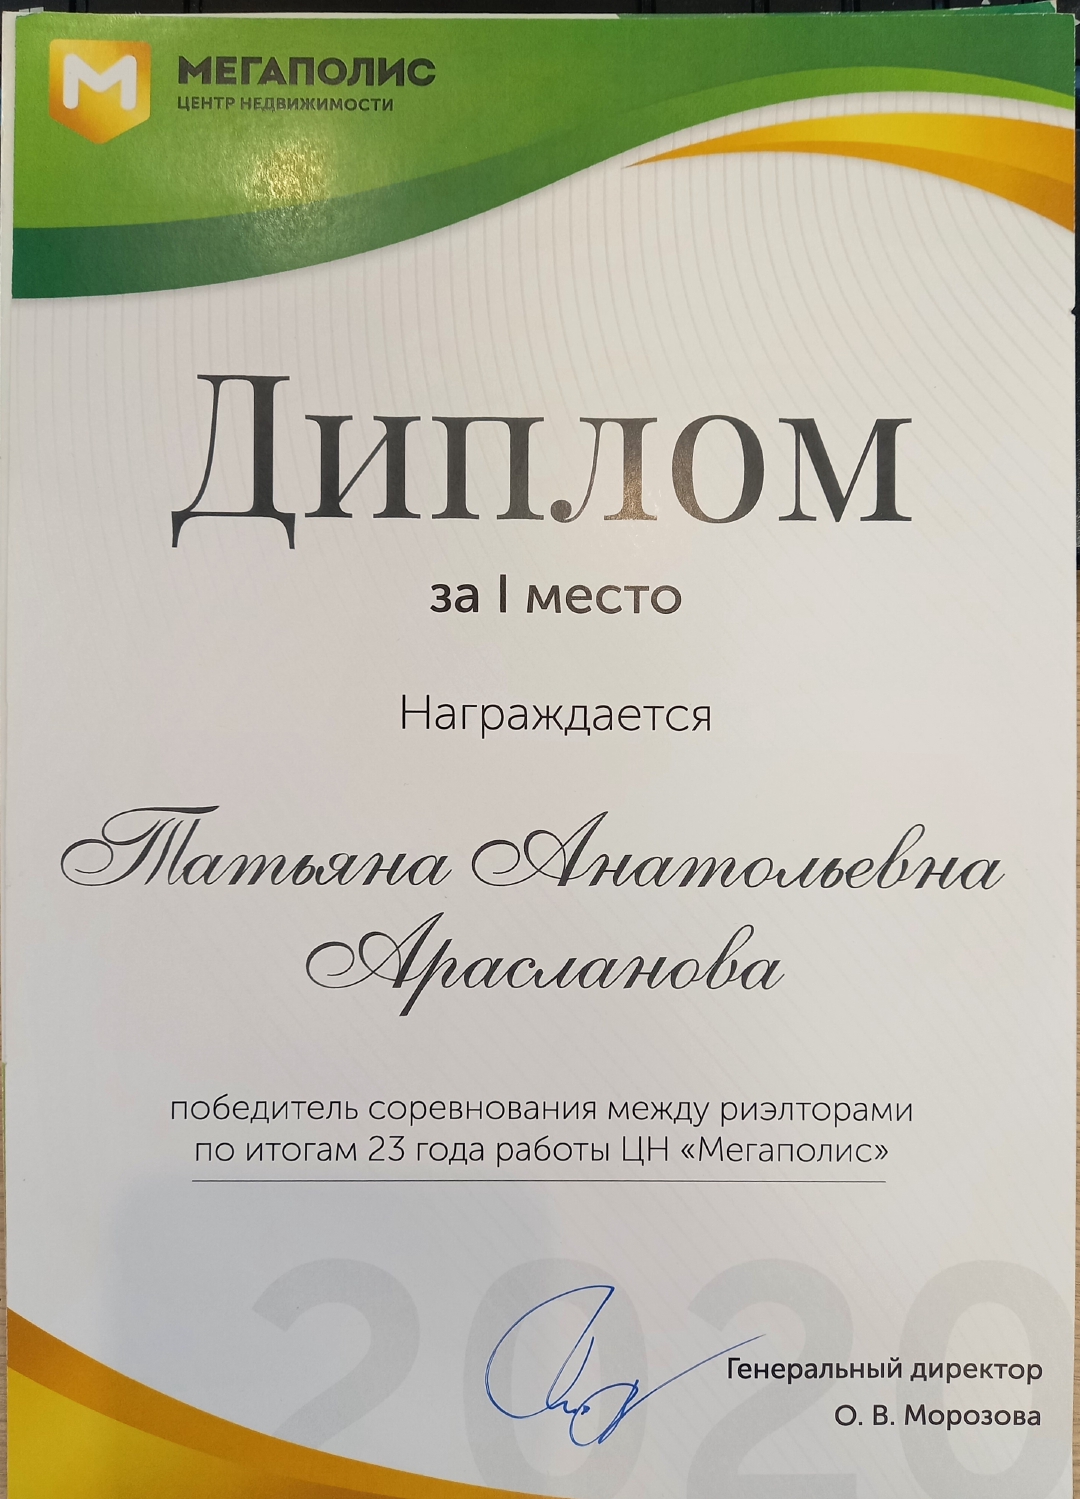 МЕГАПОЛИС
ЦЕНТР НЕДВИЖИМОСТИ
Диплом
за I место
Награждается
Татьяна Анатольевна
Арасланова
победитель соревнования между риэлторами
по итогам 23 года работы ЦН «Мегаполис»
2020
Генеральный директор
О. В. Морозова